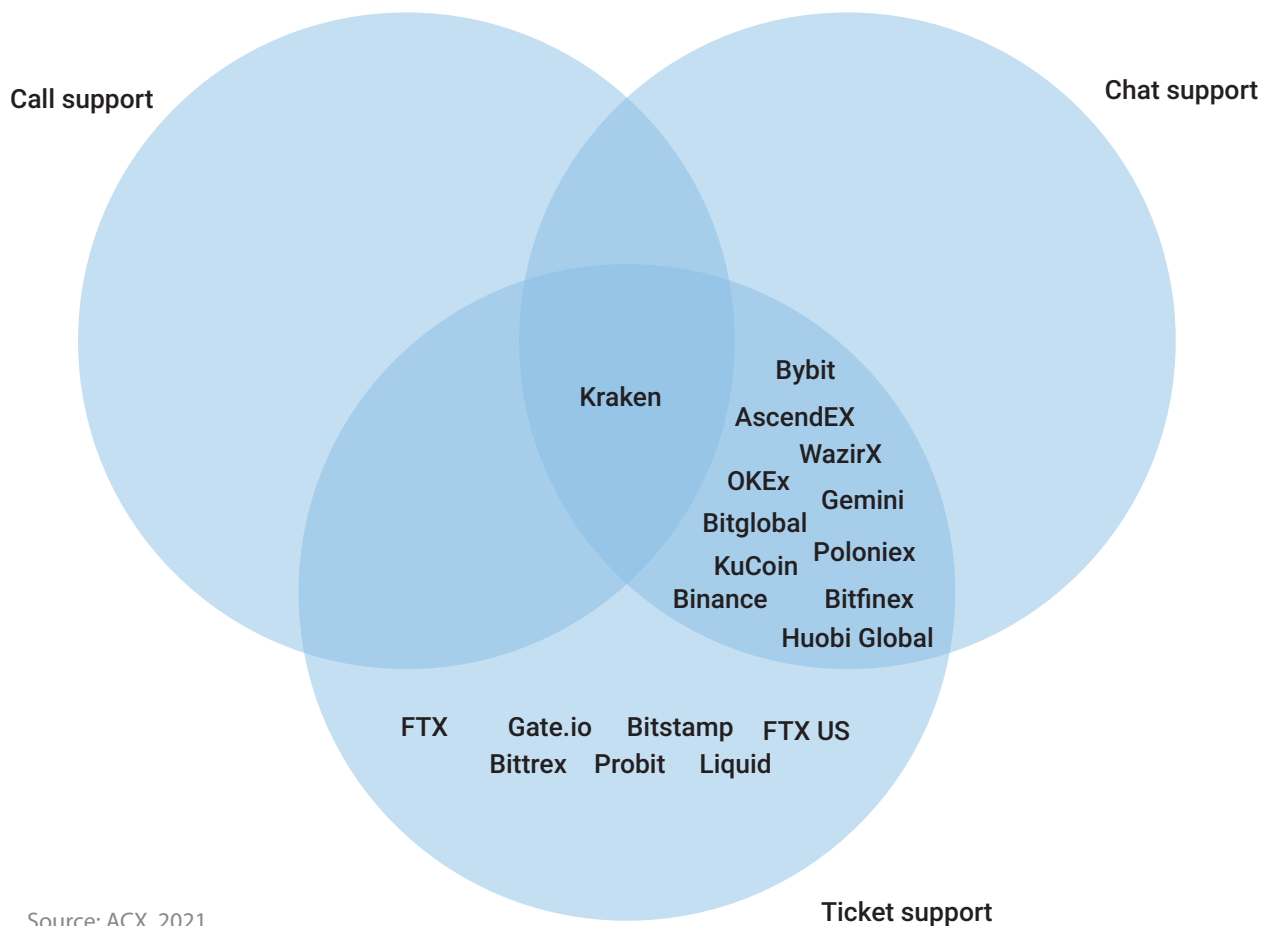 Call support
Chat support
Bybit
Kraken
AscendEX
WazirX
OKEx
Gemini
Bitglobal
Poloniex
KuCoin
Binance
Bitfinex
Huobi Global
FTX
Gate.io
Bitstamp
FTX US
Bittrex
Probit
Liquid
Ticket support
Source: ACX, 2021